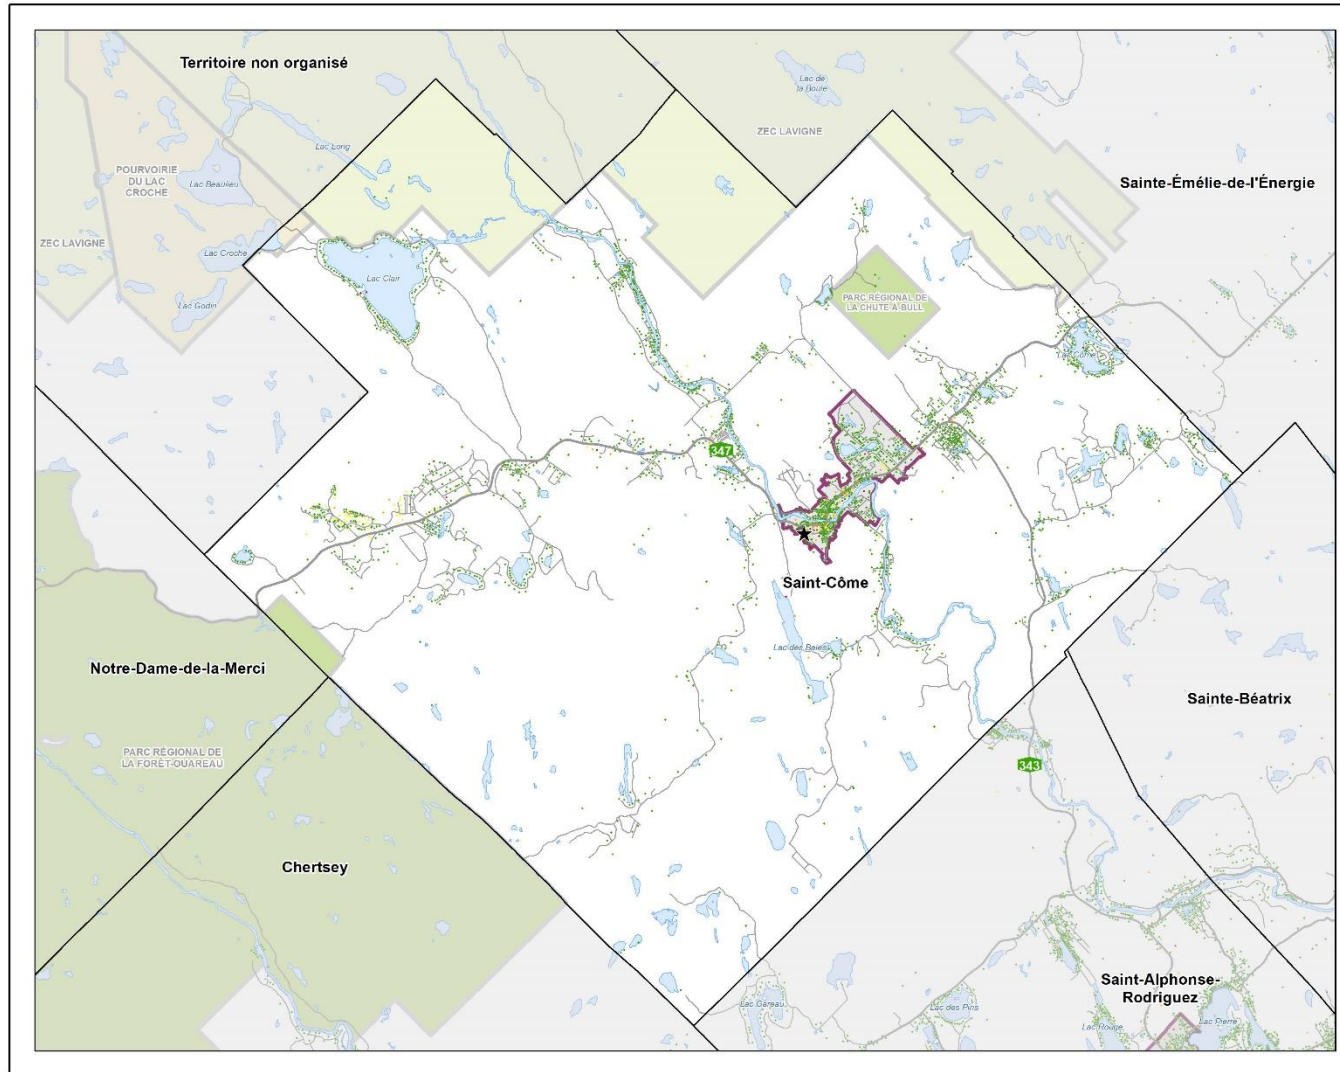 Territoire non organisé
Lac de
la Boule
ZEC LAVIGNE
Lac Long
POURVOIRIE
DU LAC
CROCHE
Lac Beaulieu
Sainte-Émélie-de-l'Énergie
ZEC LAVIGNE
Lac Croche
Lac Clair
Lac Godin
PARC RÉGIONAL DE
LA CHUTE-À-BULL
Lac Côme
347
Saint-Côme
Lac des Baies
Notre-Dame-de-la-Merci
Sainte-Béatrix
PARC RÉGIONAL DE
LA FORÊT-OUAREAU
343
Chertsey
Saint-Alphonse-
Rodriguez
Lac Gareau
Lac des Pins
Lac Rouge
Lac Pierre